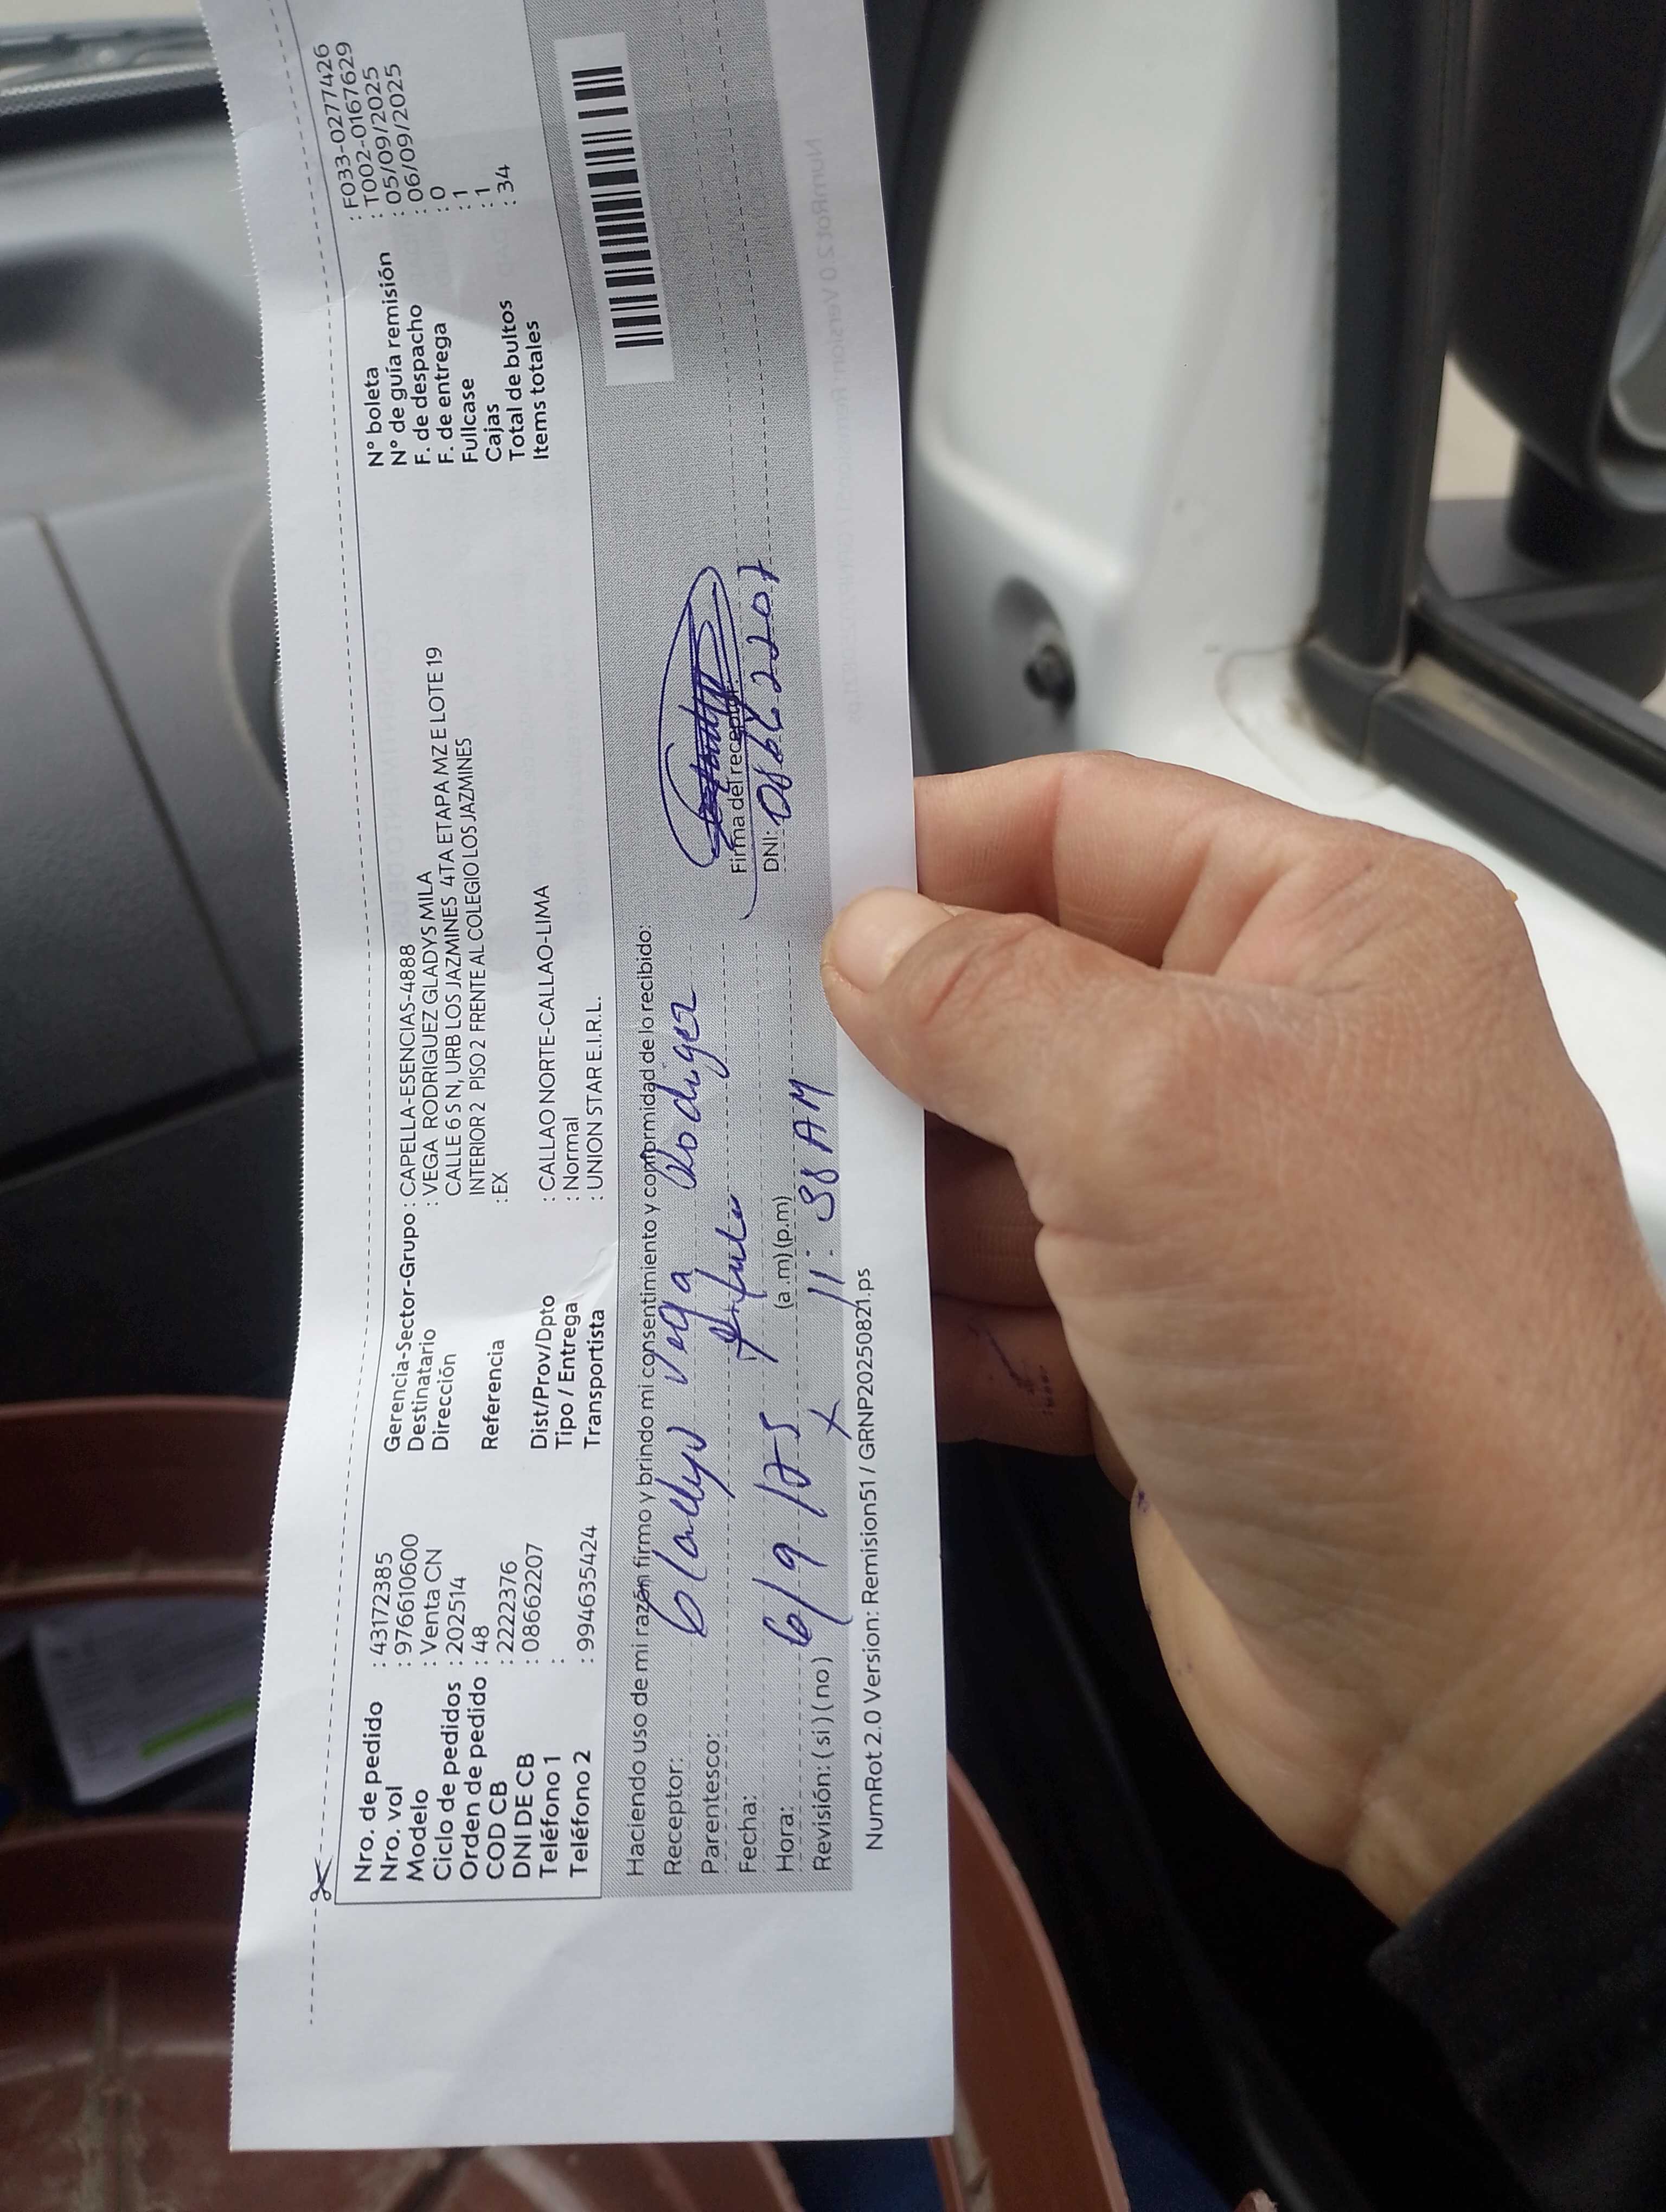 Nro. de pedido : 43172385
Nro. vol : 976610600
Modelo : Venta CN
Ciclo de pedidos : 202514
Orden de pedido : 48
COD CB : 22222376
DNI DE CB : 08662207
Teléfono 1 :
Teléfono 2 : 994635424
Gerencia-Sector-Grupo : CAPELLA-ESENCIAS-4888
Destinatario : VEGA RODRIGUEZ GLADYS MILA
Dirección CALLE 6 S N, URB LOS JAZMINES 4TA ETAPA MZ E LOTE 19
INTERIOR 2 PISO 2 FRENTE AL COLEGIO LOS JAZMINES
Referencia : EX
Dist/Prov/Dpto : CALLAO NORTE-CALLAO-LIMA
Tipo / Entrega : Normal
Transportista : UNION STAR E.I.R.L.
N° boleta : F033-0277426
N° de guía remisión : T002-0167629
F. de despacho : 05/09/2025
F. de entrega : 06/09/2025
Fullcase : 0
Cajas : 1
Total de bultos : 1
Items totales : 34
Haciendo uso de mi razón firmo y brindo mi consentimiento y conformidad de lo recibido:
Receptor: Gladys Vega Rodriguez
Parentesco:
Fecha: 6/9/25
Hora: (a.m)(p.m) 11:38 AM
Revisión: (si) (no) X
Firma del receptor
DNI: 08662207
NumRot 2.0 Version: Remision51 / GRNP20250821.ps